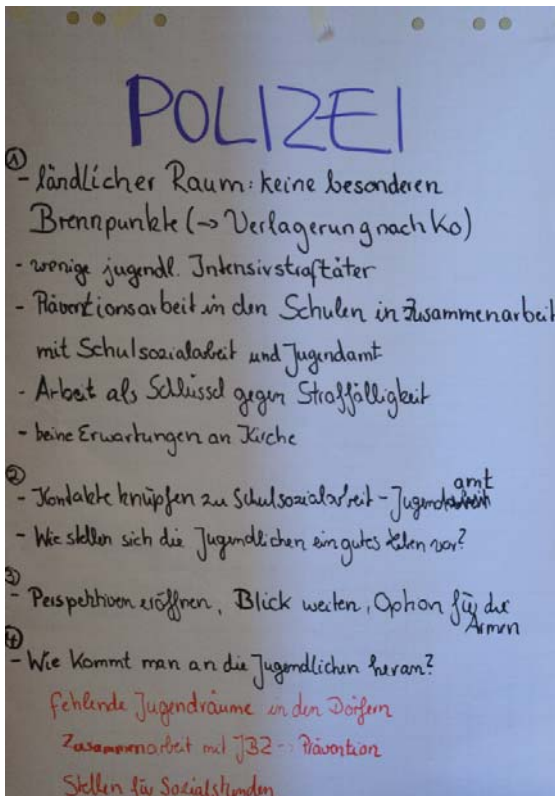 POLIZEI
①
- ländlicher Raum: keine besonderen
Brennpunkte (→ Verlagerung nach Ko)
- wenige jugendl. Intensivstraftäter
- Präventionsarbeit in den Schulen in Zusammenarbeit
mit Schulsozialarbeit und Jugendamt
- Arbeit als Schlüssel gegen Straffälligkeit
- keine Erwartungen an Kirche
②
- Kontakte knüpfen zu Schulsozialarbeit - Jugendamt
- Wie stellen sich die Jugendlichen ein gutes Leben vor?
③
- Perspektiven eröffnen, Blick weiten, Option für die
Armen
④
- Wie kommt man an die Jugendlichen heran?
fehlende Jugendräume in den Dörfern
Zusammenarbeit mit JBZ → Prävention
Stellen für Sozialstunden